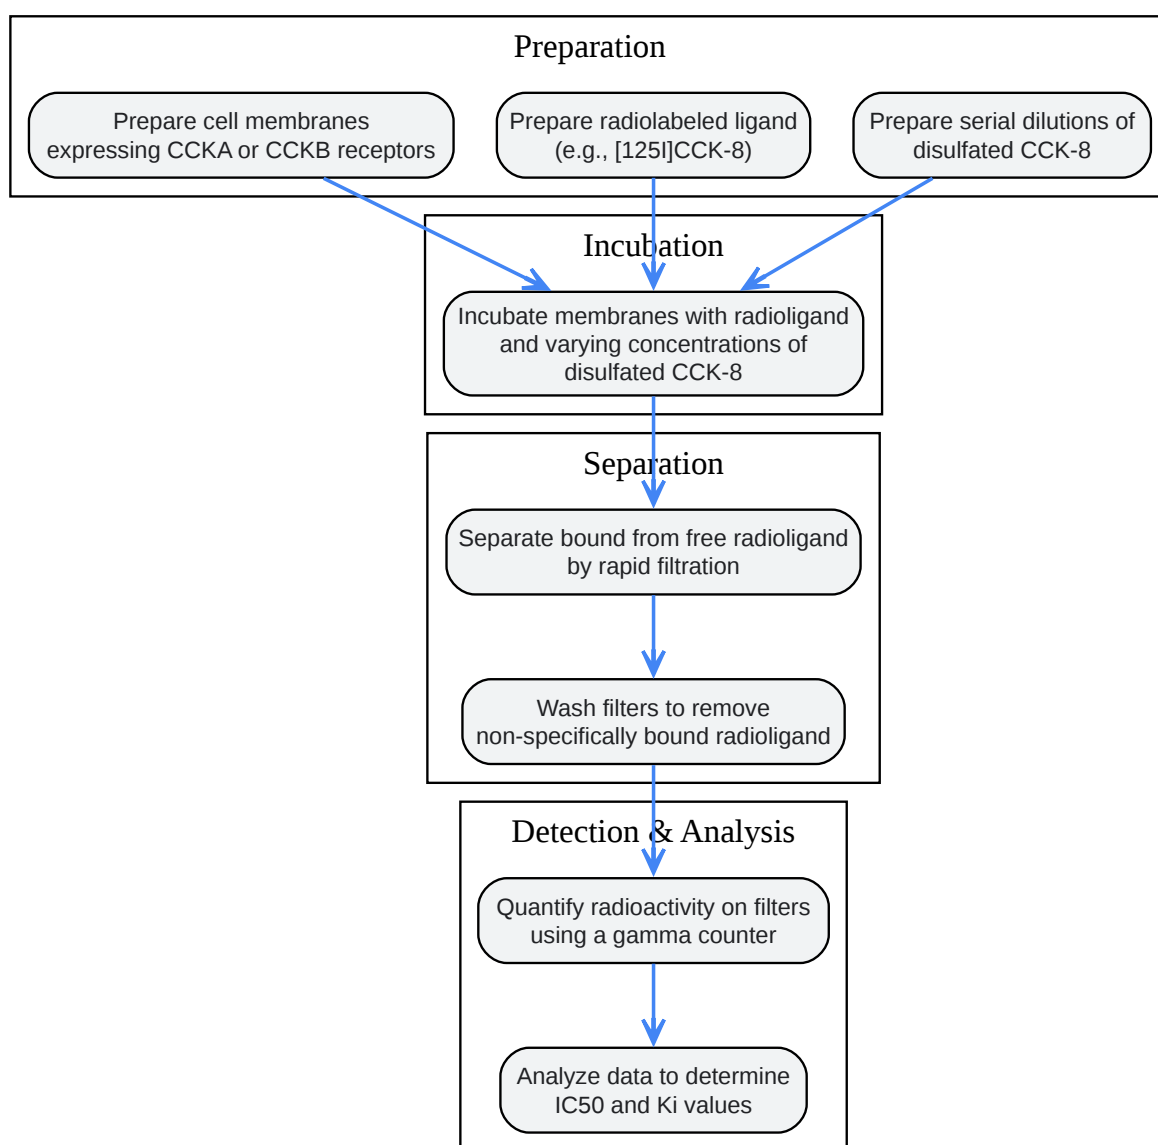 Preparation
Prepare cell membranes
expressing CCKA or CCKB receptors
Prepare radiolabeled ligand
(e.g., [125I]CCK-8)
Prepare serial dilutions of
disulfated CCK-8
Incubation
Incubate membranes with radioligand
and varying concentrations of
disulfated CCK-8
Separation
Separate bound from free radioligand
by rapid filtration
Wash filters to remove
non-specifically bound radioligand
Detection & Analysis
Quantify radioactivity on filters
using a gamma counter
Analyze data to determine
IC50 and Ki values